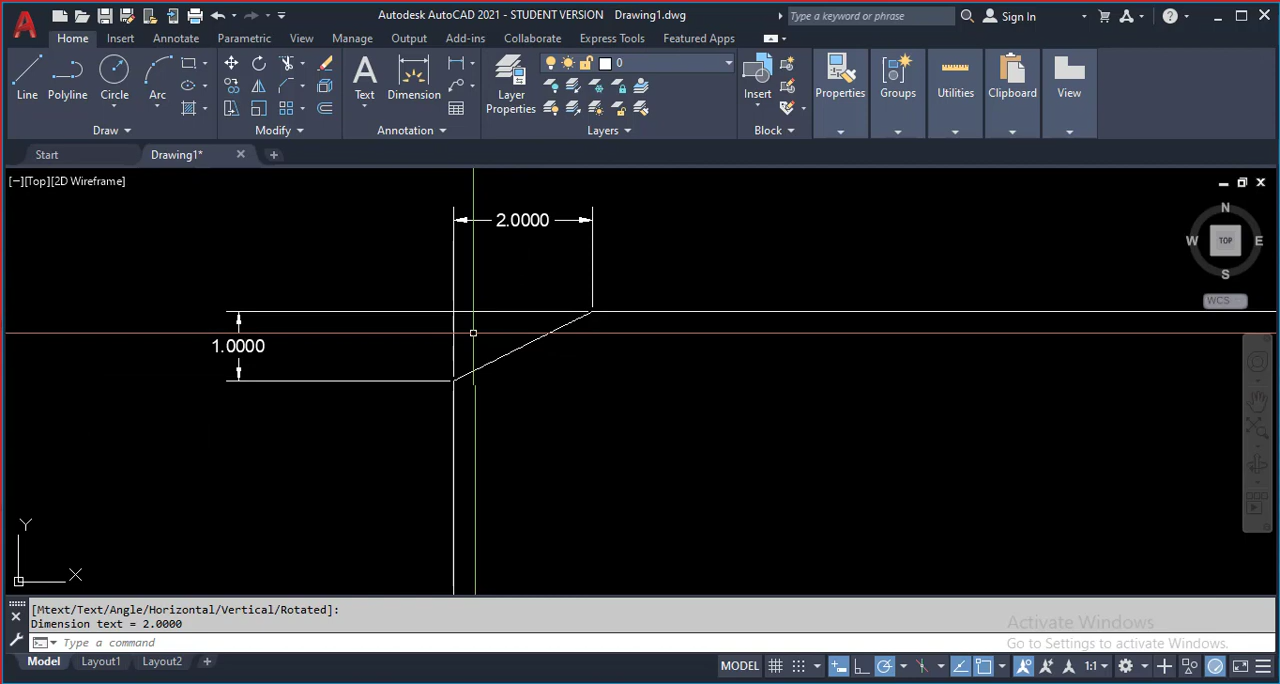 Autodesk AutoCAD 2021 - STUDENT VERSION Drawing1.dwg
Type a keyword or phrase
Sign In
Home Insert Annotate Parametric View Manage Output Add-ins Collaborate Express Tools Featured Apps
Line Polyline Circle Arc
Text Dimension
Layer
Properties
0
Insert
Properties Groups Utilities Clipboard View
Draw Modify Annotation Layers Block
Start Drawing1*
[−][Top][2D Wireframe]
N
W TOP E
S
WCS
2.0000
1.0000
Y
X
[Mtext/Text/Angle/Horizontal/Vertical/Rotated]:
Dimension text = 2.0000
Type a command
Activate Windows
Go to Settings to activate Windows.
Model Layout1 Layout2
MODEL 1:1